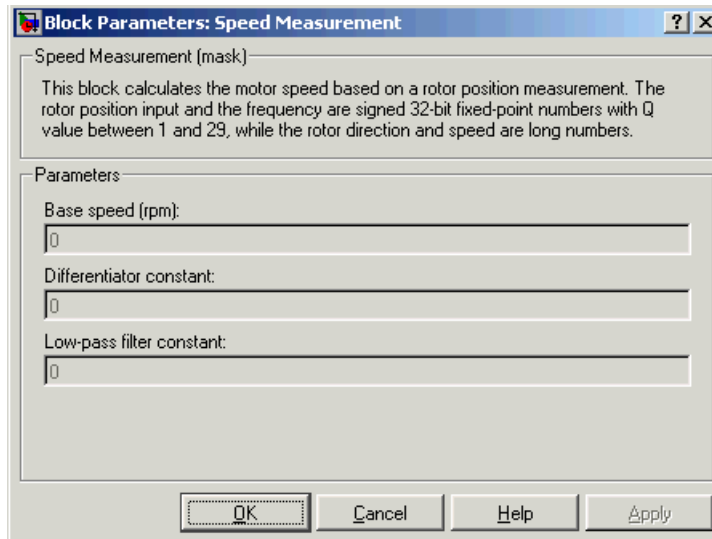 Block Parameters: Speed Measurement
Speed Measurement (mask)
This block calculates the motor speed based on a rotor position measurement. The
rotor position input and the frequency are signed 32-bit fixed-point numbers with Q
value between 1 and 29, while the rotor direction and speed are long numbers.
Parameters
Base speed (rpm):
0
Differentiator constant:
0
Low-pass filter constant:
0
OK Cancel Help Apply